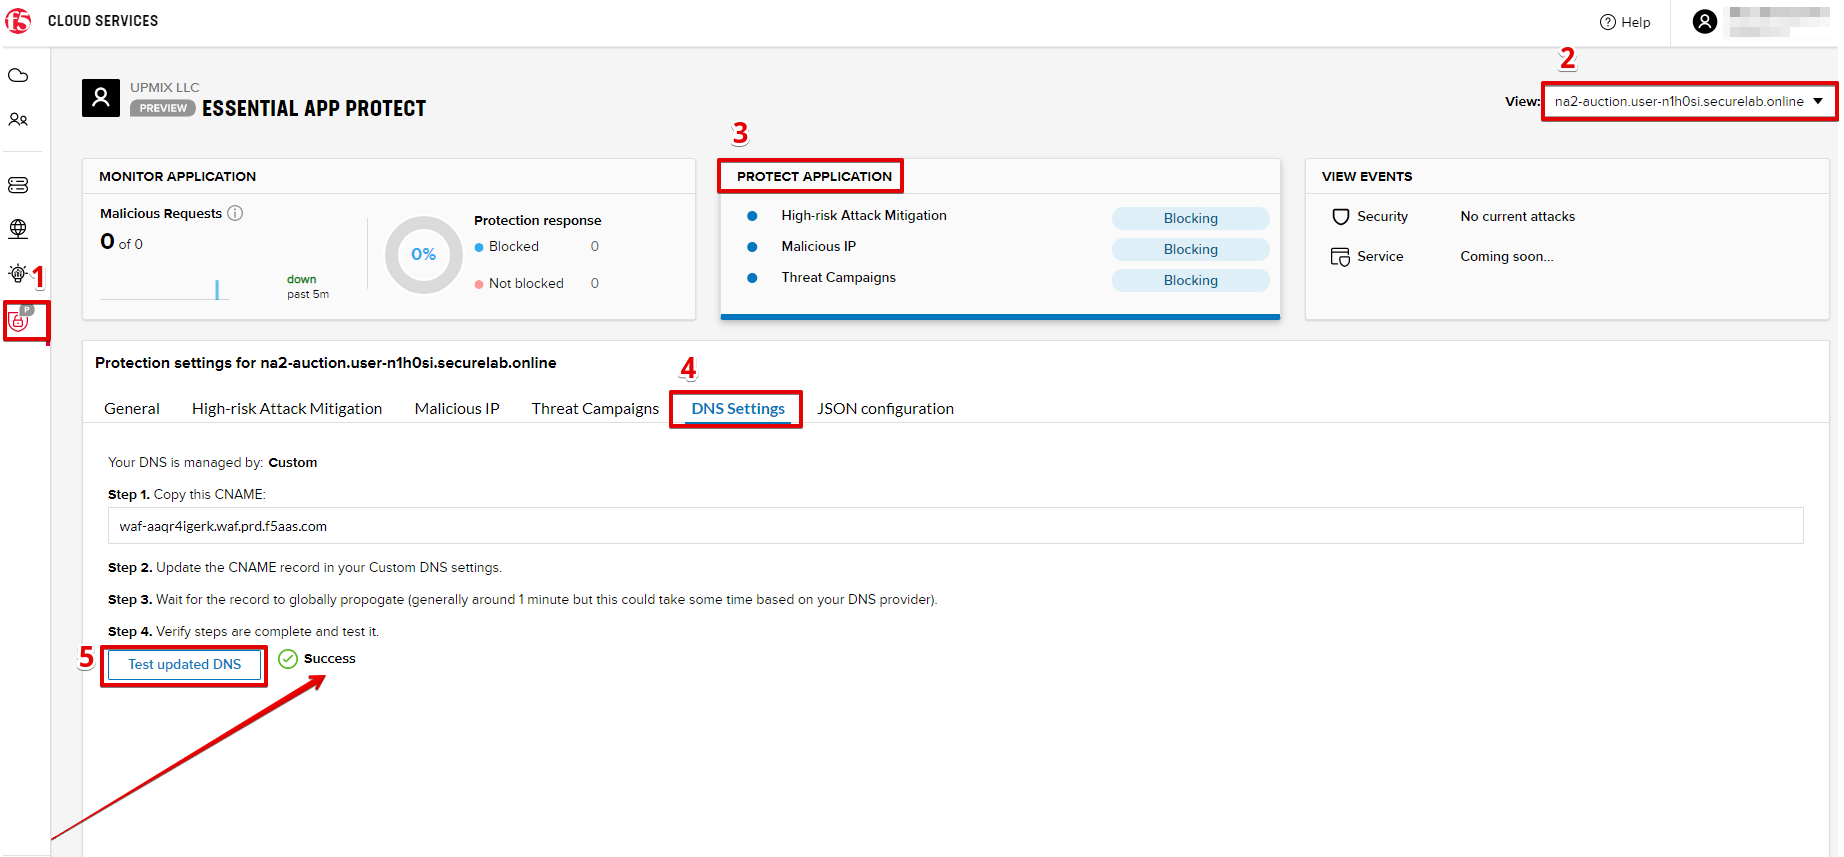 f5 CLOUD SERVICES
Help
2
UPMIX LLC
PREVIEW ESSENTIAL APP PROTECT
View: na2-auction.user-n1h0si.securelab.online
3
MONITOR APPLICATION
Malicious Requests
0 of 0
down
past 5m
0%
Protection response
Blocked 0
Not blocked 0
PROTECT APPLICATION
High-risk Attack Mitigation Blocking
Malicious IP Blocking
Threat Campaigns Blocking
VIEW EVENTS
Security No current attacks
Service Coming soon...
1
P
Protection settings for na2-auction.user-n1h0si.securelab.online
4
General High-risk Attack Mitigation Malicious IP Threat Campaigns DNS Settings JSON configuration
Your DNS is managed by: Custom
Step 1. Copy this CNAME:
waf-aaqr4igerk.waf.prd.f5aas.com
Step 2. Update the CNAME record in your Custom DNS settings.
Step 3. Wait for the record to globally propogate (generally around 1 minute but this could take some time based on your DNS provider).
Step 4. Verify steps are complete and test it.
5 Test updated DNS Success